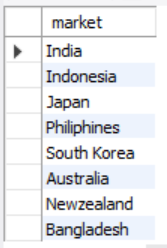 market
India
Indonesia
Japan
Philiphines
South Korea
Australia
Newzealand
Bangladesh